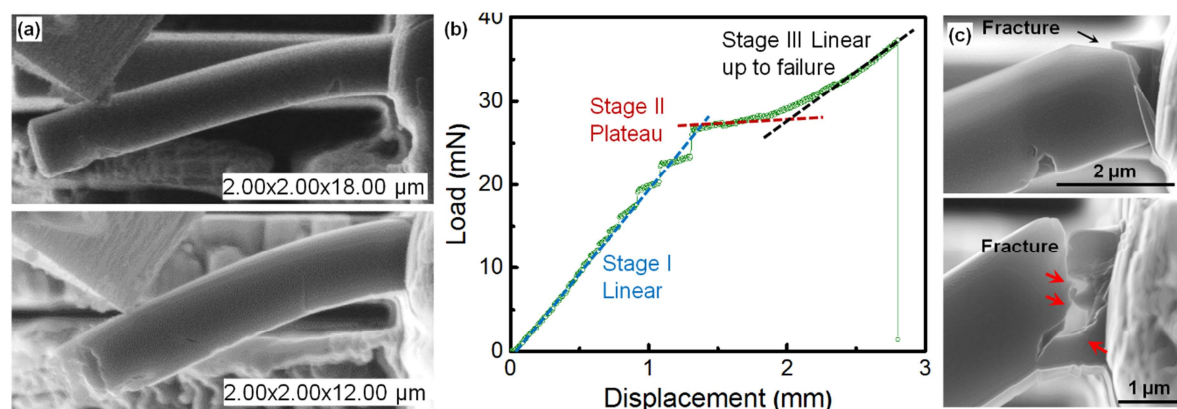 (a)
2.00x2.00x18.00 µm
2.00x2.00x12.00 µm
(b)
40
30
20
10
0
Load (mN)
Stage III Linear
up to failure
Stage II
Plateau
Stage I
Linear
0
1
2
3
Displacement (mm)
(c)
Fracture
2 µm
Fracture
1 µm